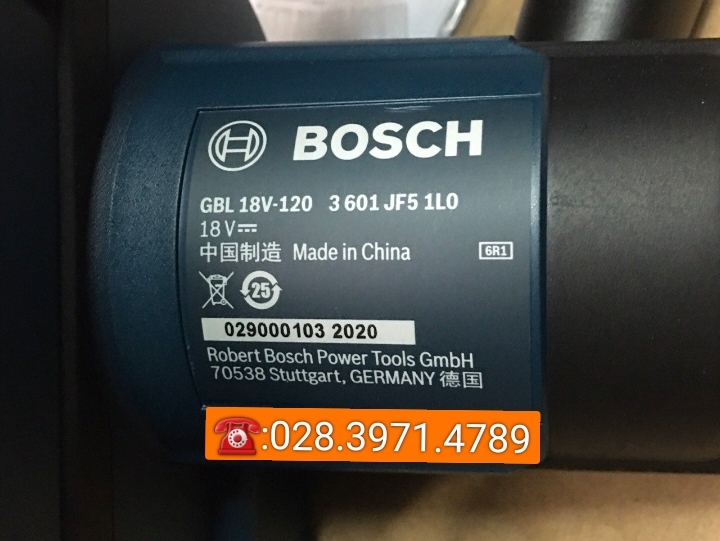 BOSCH
GBL 18V-120 3 601 JF5 1L0
18 V
中国制造 Made in China 6R1
25
029000103 2020
Robert Bosch Power Tools GmbH
70538 Stuttgart, GERMANY 德国
☎:028.3971.4789